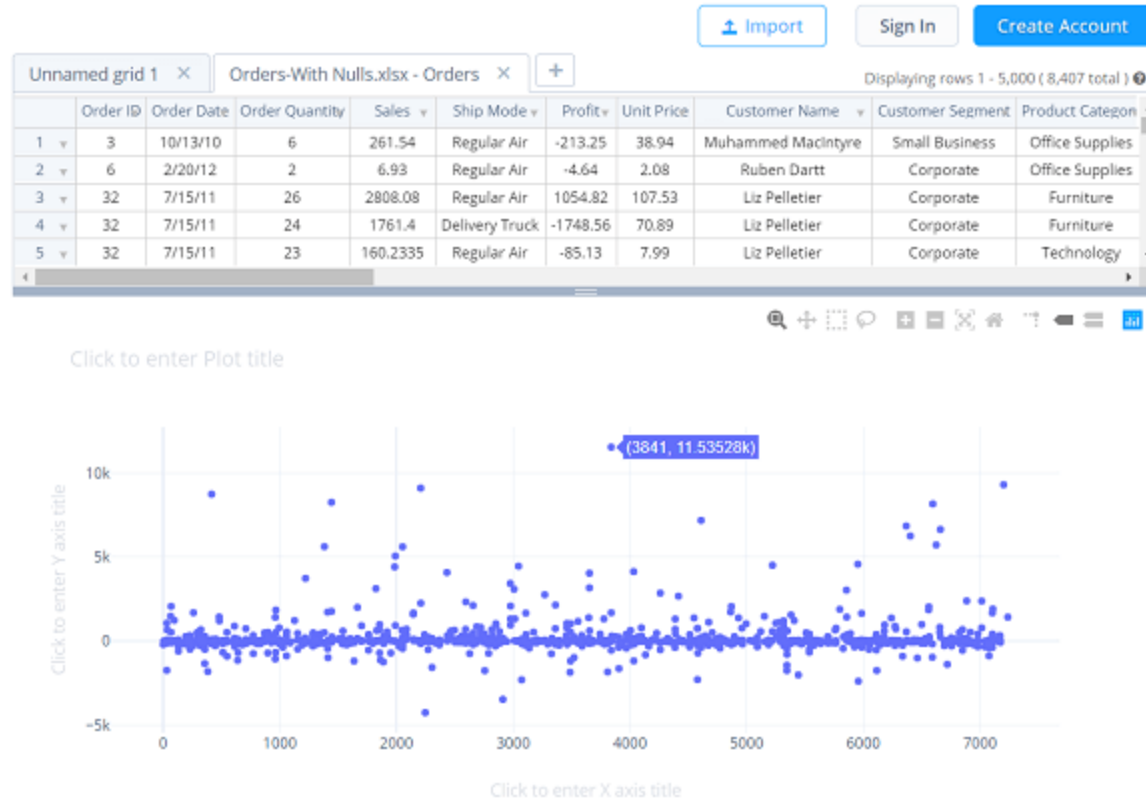 Import Sign In Create Account
Unnamed grid 1 × Orders-With Nulls.xlsx - Orders × +
Displaying rows 1 - 5,000 ( 8,407 total ) ?
Order ID Order Date Order Quantity Sales Ship Mode Profit Unit Price Customer Name Customer Segment Product Categor
1 3 10/13/10 6 261.54 Regular Air -213.25 38.94 Muhammed MacIntyre Small Business Office Supplies
2 6 2/20/12 2 6.93 Regular Air -4.64 2.08 Ruben Dartt Corporate Office Supplies
3 32 7/15/11 26 2808.08 Regular Air 1054.82 107.53 Liz Pelletier Corporate Furniture
4 32 7/15/11 24 1761.4 Delivery Truck -1748.56 70.89 Liz Pelletier Corporate Furniture
5 32 7/15/11 23 160.2335 Regular Air -85.13 7.99 Liz Pelletier Corporate Technology
Click to enter Plot title
(3841, 11.53528k)
10k
5k
0
−5k
Click to enter Y axis title
0 1000 2000 3000 4000 5000 6000 7000
Click to enter X axis title